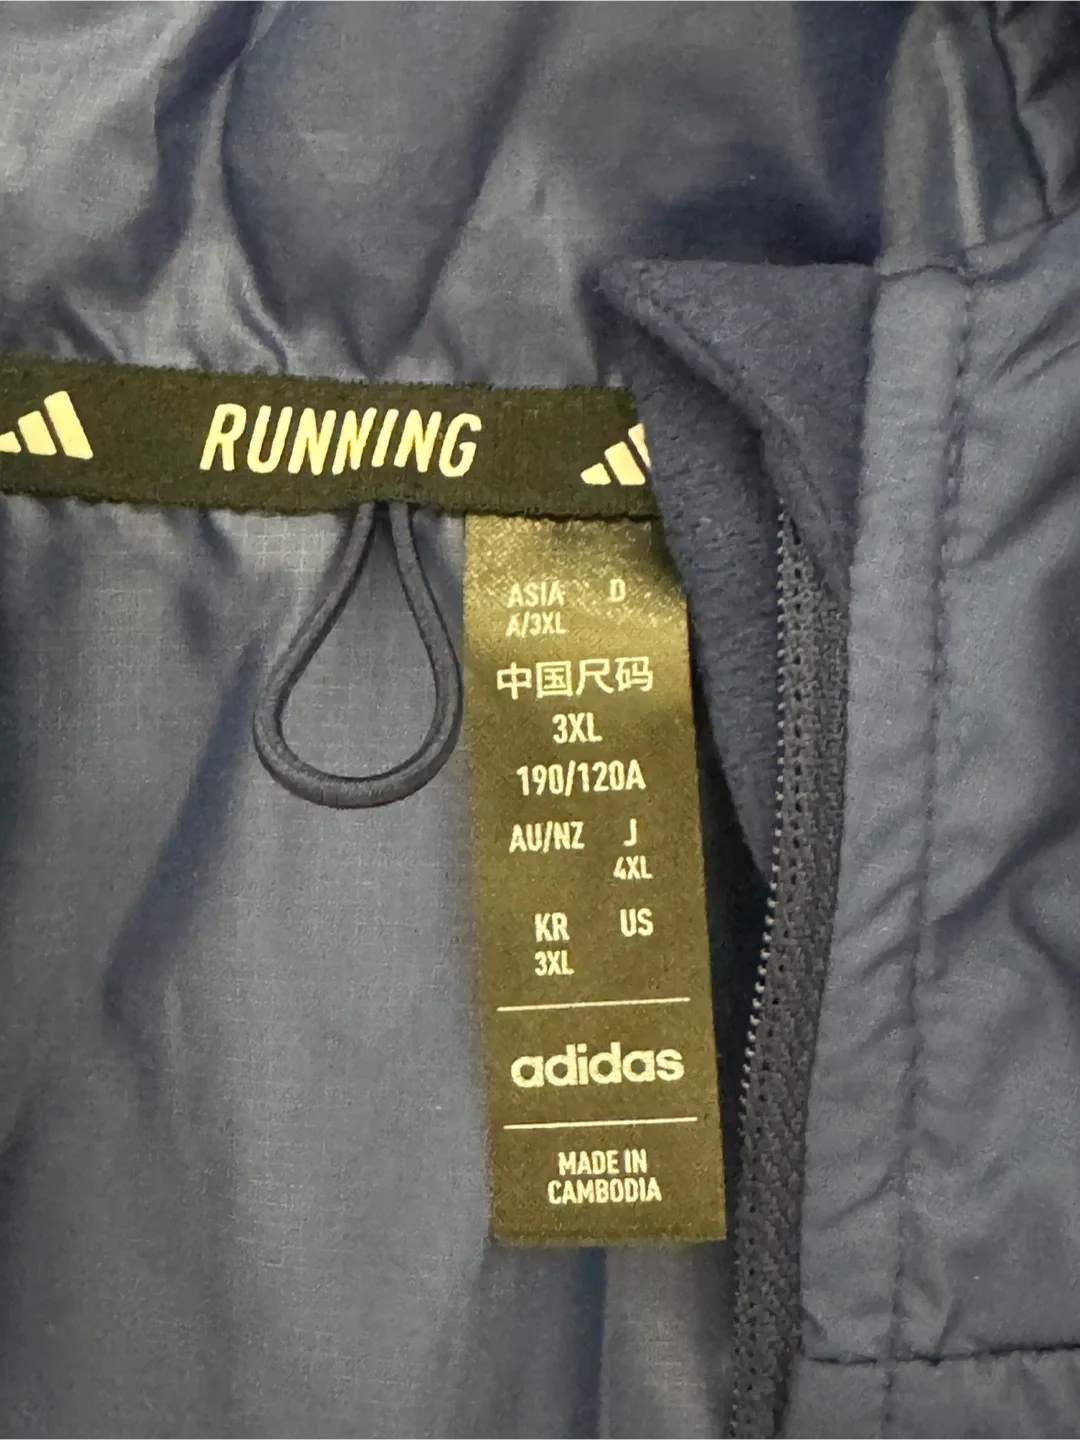 RUNNING
ASIA D
A/3XL
中国尺码
3XL
190/120A
AU/NZ J
4XL
KR US
3XL
adidas
MADE IN
CAMBODIA